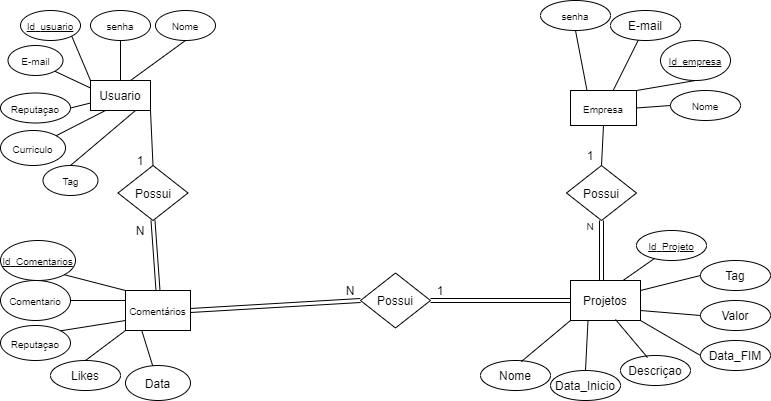 Id_usuario
senha
Nome
E-mail
Usuario
Reputaçao
Curriculo
Tag
1
Possui
N
senha
E-mail
Id_empresa
Empresa
Nome
1
Possui
N
Id_Comentarios
Comentario
Comentários
Reputaçao
Likes
Data
N
Possui
1
Id_Projeto
Tag
Projetos
Valor
Data_FIM
Nome
Data_Inicio
Descriçao